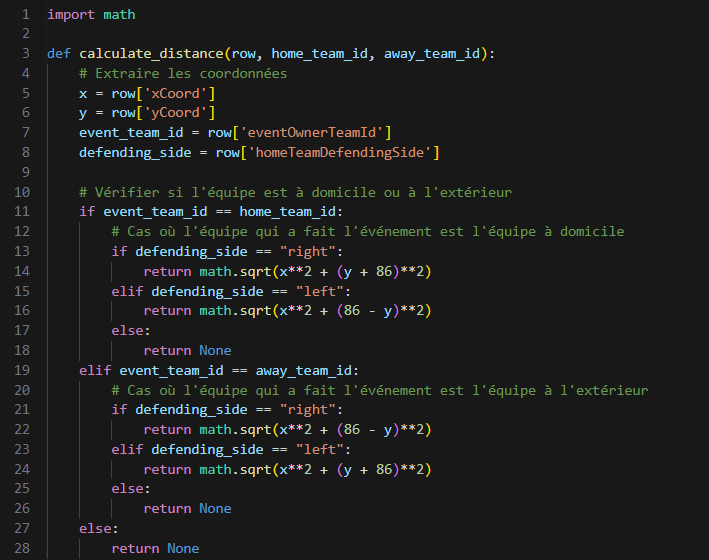 1 import math
2
3 def calculate_distance(row, home_team_id, away_team_id):
4     # Extraire les coordonnées
5     x = row['xCoord']
6     y = row['yCoord']
7     event_team_id = row['eventOwnerTeamId']
8     defending_side = row['homeTeamDefendingSide']
9
10     # Vérifier si l'équipe est à domicile ou à l'extérieur
11     if event_team_id == home_team_id:
12         # Cas où l'équipe qui a fait l'événement est l'équipe à domicile
13         if defending_side == "right":
14             return math.sqrt(x**2 + (y + 86)**2)
15         elif defending_side == "left":
16             return math.sqrt(x**2 + (86 - y)**2)
17         else:
18             return None
19     elif event_team_id == away_team_id:
20         # Cas où l'équipe qui a fait l'événement est l'équipe à l'extérieur
21         if defending_side == "right":
22             return math.sqrt(x**2 + (86 - y)**2)
23         elif defending_side == "left":
24             return math.sqrt(x**2 + (y + 86)**2)
25         else:
26             return None
27     else:
28         return None